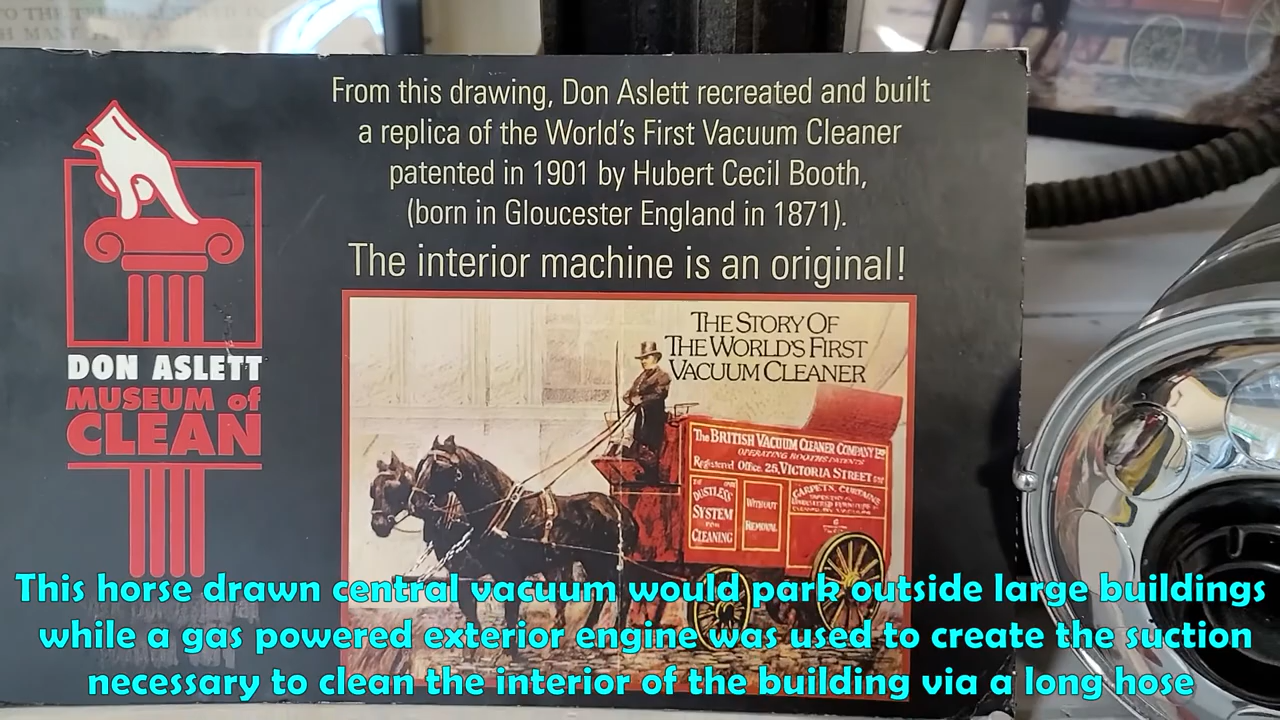 From this drawing, Don Aslett recreated and built
a replica of the World's First Vacuum Cleaner
patented in 1901 by Hubert Cecil Booth,
(born in Gloucester England in 1871).
The interior machine is an original!
DON ASLETT
MUSEUM of
CLEAN
THE STORY OF
THE WORLD'S FIRST
VACUUM CLEANER
The BRITISH VACUUM CLEANER COMPANY LTD
OPERATING BOOTH'S PATENTS
Registered Office. 25, VICTORIA STREET SW
DUSTLESS
SYSTEM
FOR
CLEANING
WITHOUT
REMOVAL
CARPETS, CURTAINS
This horse drawn central vacuum would park outside large buildings
while a gas powered exterior engine was used to create the suction
necessary to clean the interior of the building via a long hose